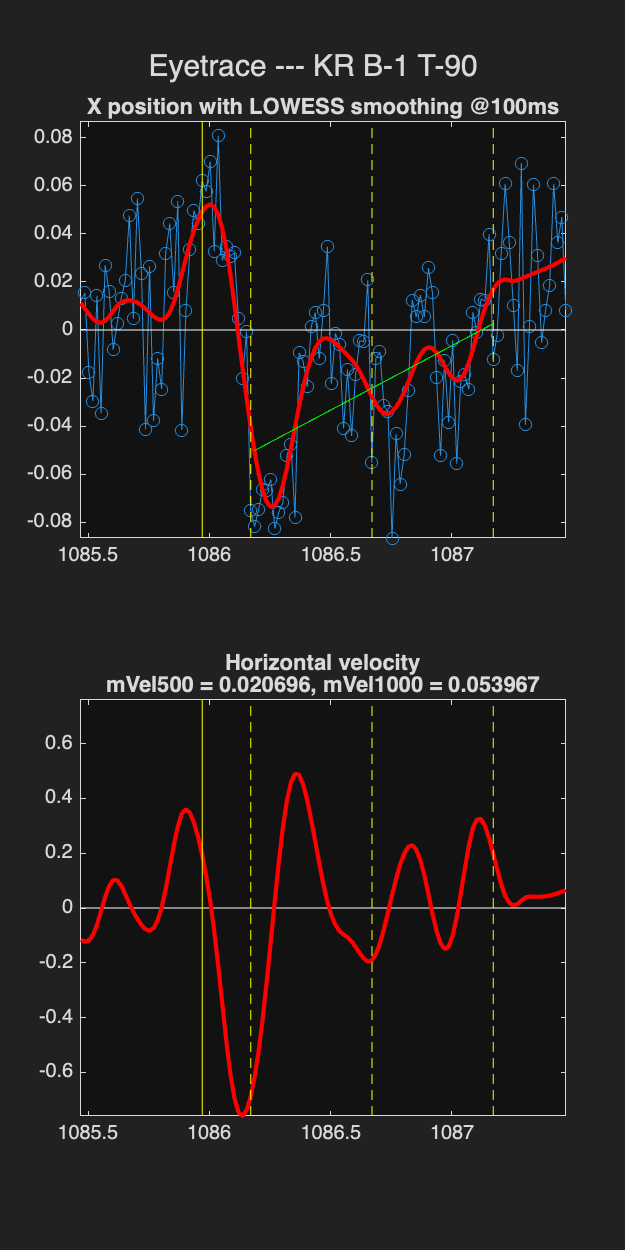 Eyetrace --- KR B-1 T-90
X position with LOWESS smoothing @100ms
0.08
0.06
0.04
0.02
0
-0.02
-0.04
-0.06
-0.08
1085.5 1086 1086.5 1087
Horizontal velocity
mVel500 = 0.020696, mVel1000 = 0.053967
0.6
0.4
0.2
0
-0.2
-0.4
-0.6
1085.5 1086 1086.5 1087